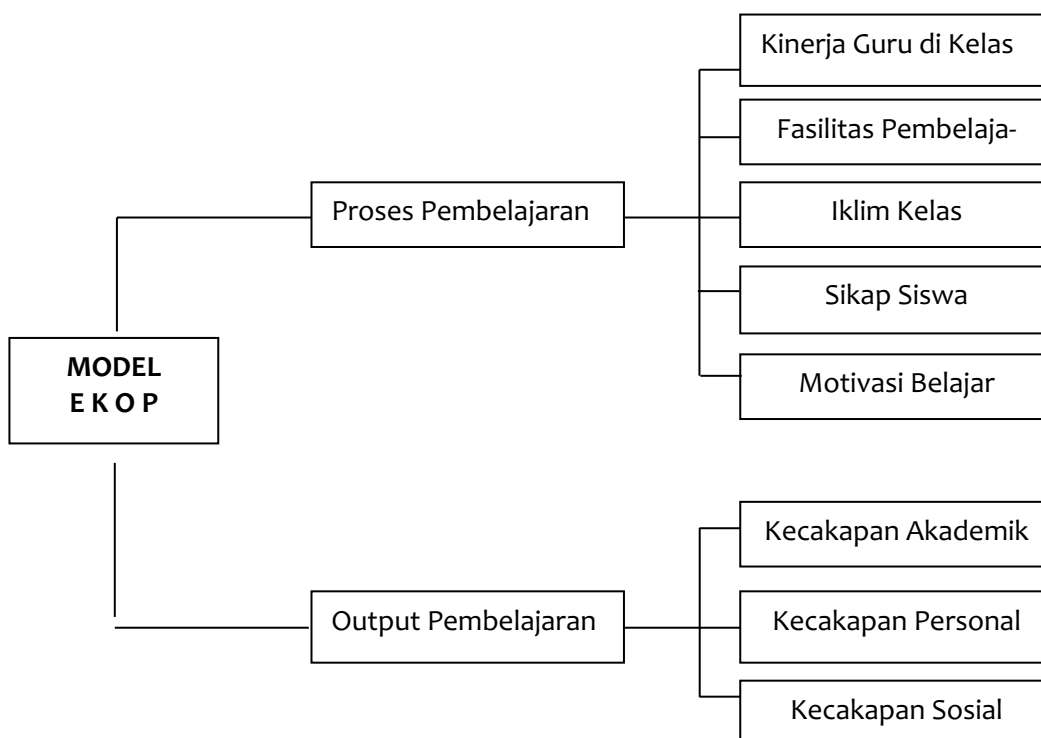 Kinerja Guru di Kelas
Fasilitas Pembelaja-
Proses Pembelajaran
Iklim Kelas
Sikap Siswa
MODEL
E K O P
Motivasi Belajar
Kecakapan Akademik
Output Pembelajaran
Kecakapan Personal
Kecakapan Sosial